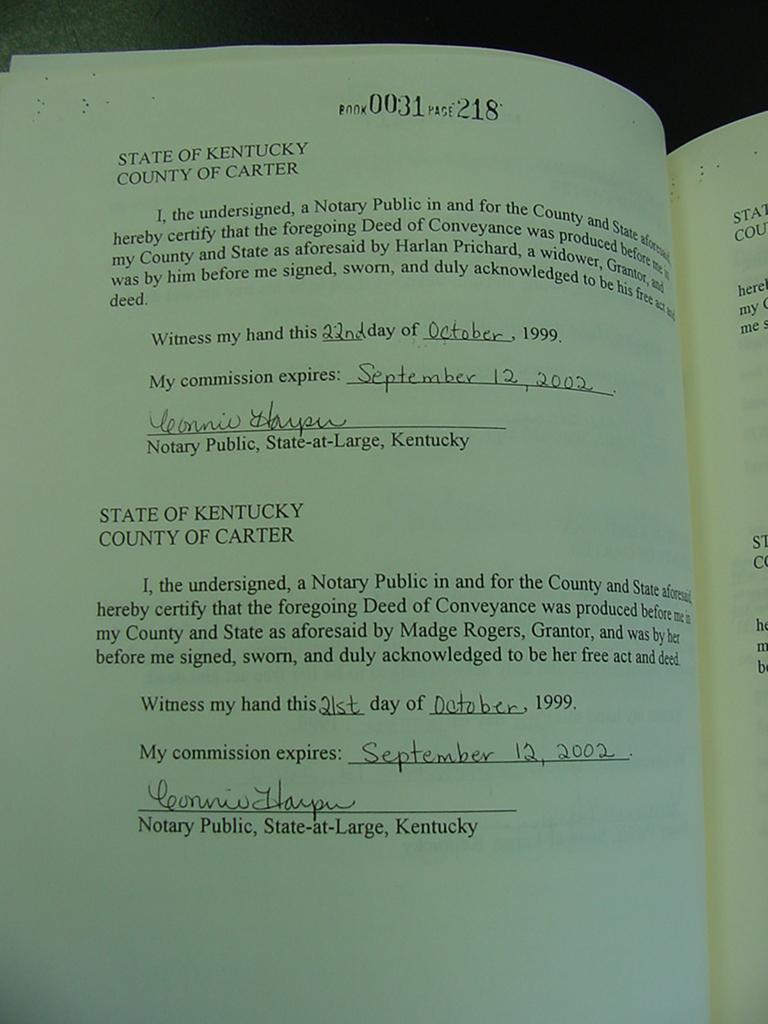 BOOK 0031 PAGE 218
STATE OF KENTUCKY
COUNTY OF CARTER
I, the undersigned, a Notary Public in and for the County and State aforesaid,
hereby certify that the foregoing Deed of Conveyance was produced before me in
my County and State as aforesaid by Harlan Prichard, a widower, Grantor, and
was by him before me signed, sworn, and duly acknowledged to be his free act and
deed.
Witness my hand this 22nd day of October, 1999.
My commission expires: September 12, 2002.
Connie
Notary Public, State-at-Large, Kentucky
STATE OF KENTUCKY
COUNTY OF CARTER
I, the undersigned, a Notary Public in and for the County and State aforesaid,
hereby certify that the foregoing Deed of Conveyance was produced before me in
my County and State as aforesaid by Madge Rogers, Grantor, and was by her
before me signed, sworn, and duly acknowledged to be her free act and deed.
Witness my hand this 21st day of October, 1999.
My commission expires: September 12, 2002.
Connie
Notary Public, State-at-Large, Kentucky